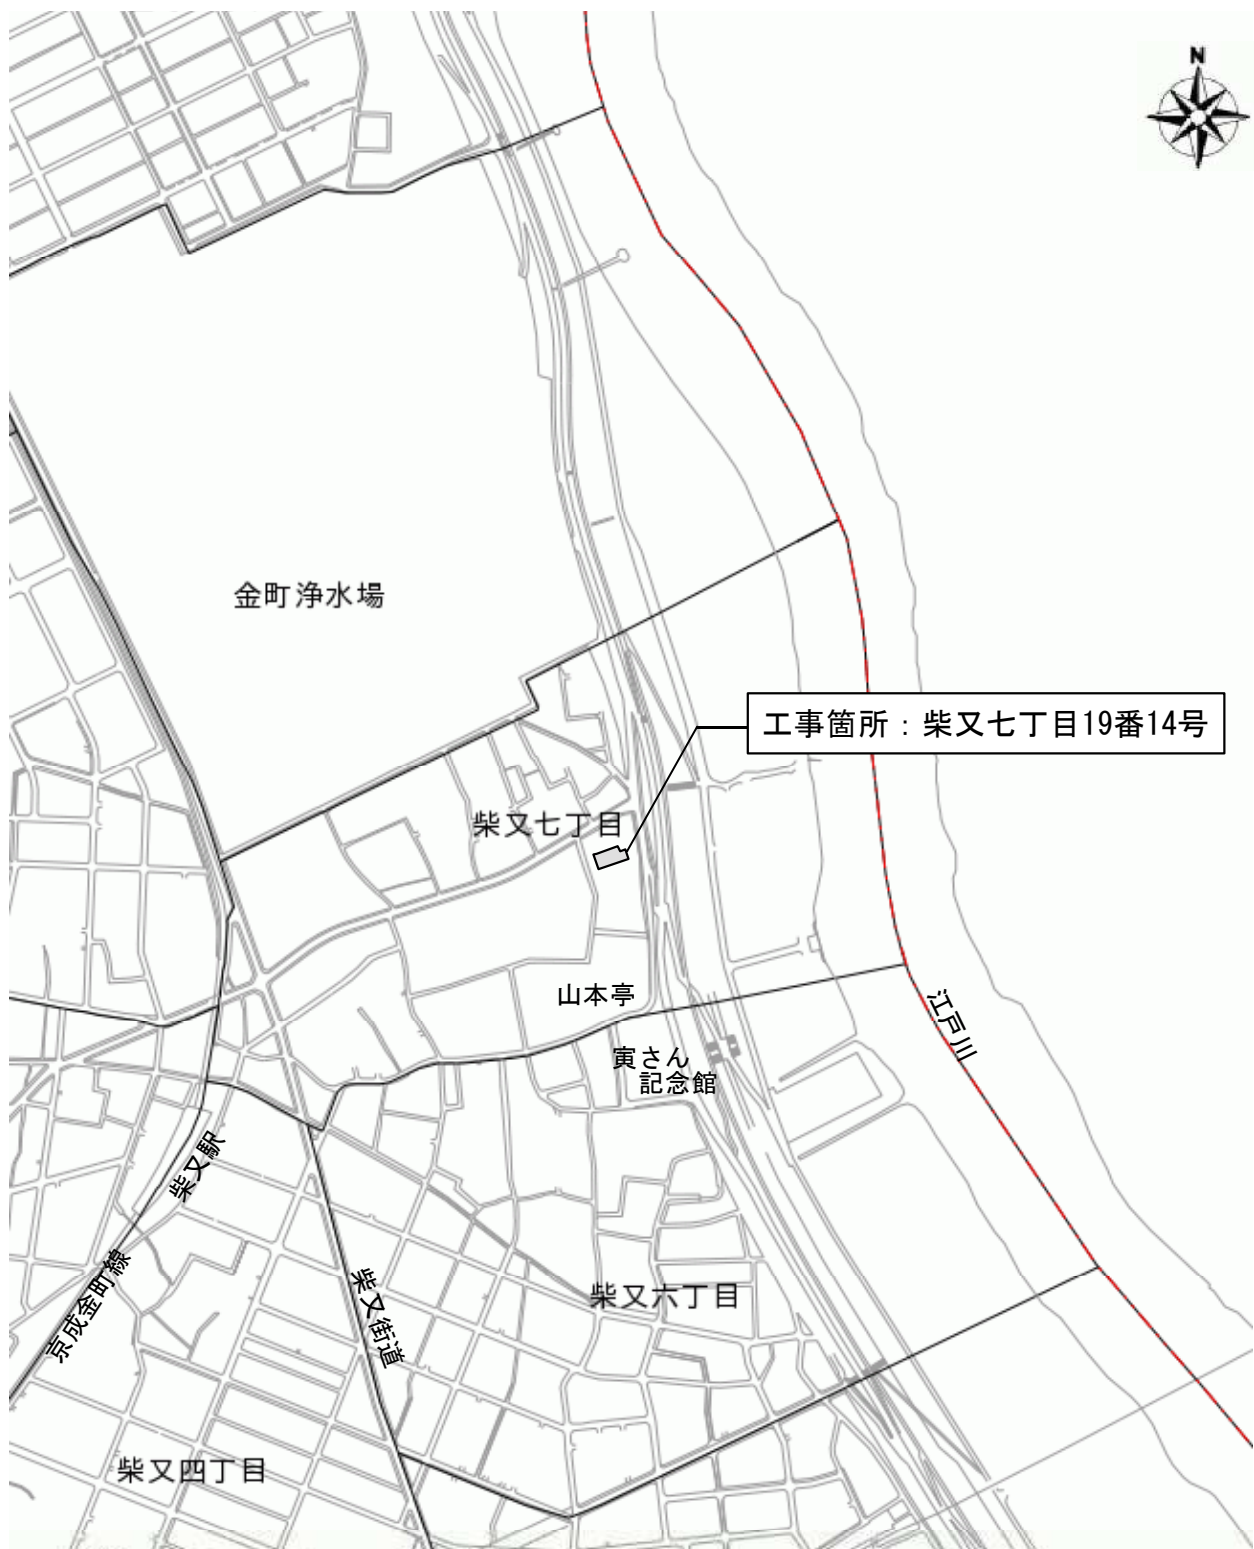 N
金町浄水場
工事箇所：柴又七丁目19番14号
柴又七丁目
山本亭
江戸川
寅さん
記念館
柴又駅
京成金町線
柴又街道
柴又六丁目
柴又四丁目